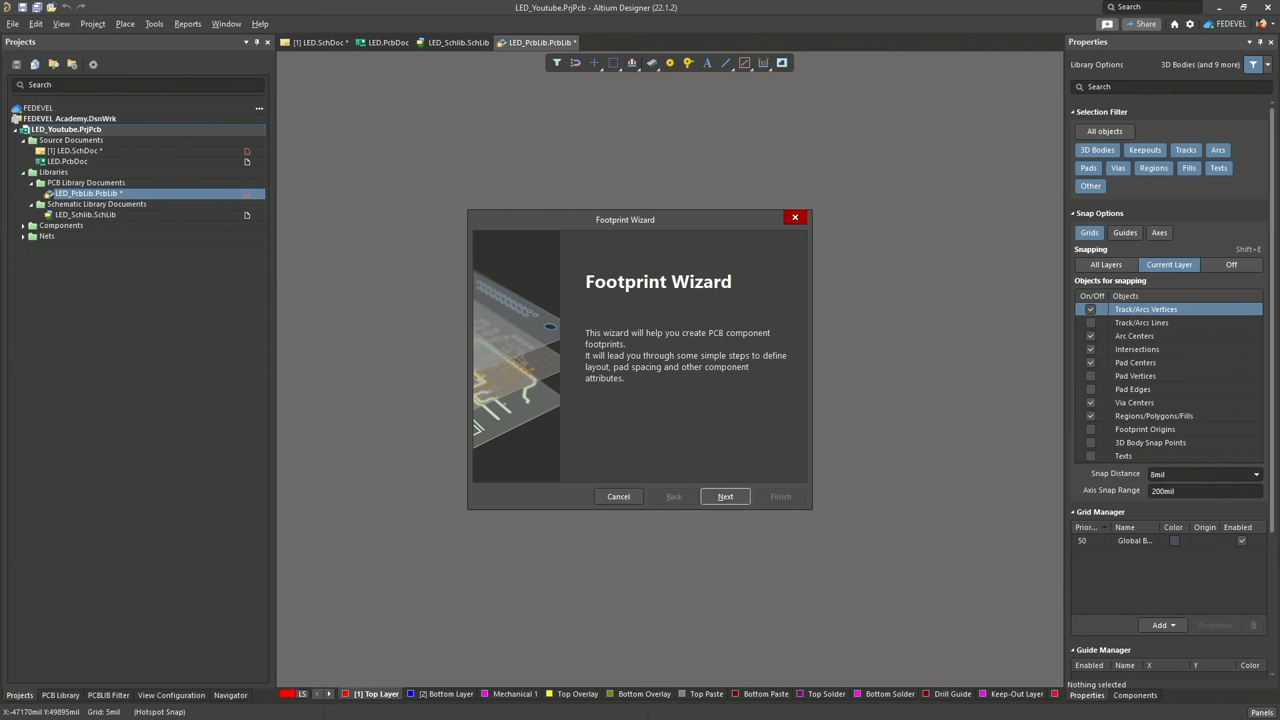 LED_Youtube.PrjPcb - Altium Designer (22.1.2)
Search
File Edit View Project Place Tools Reports Window Help
Share
FEDEVEL
Projects
[1] LED.SchDoc *
LED.PcbDoc
LED_Schlib.SchLib
LED_PcbLib.PcbLib *
Properties
Library Options
3D Bodies (and 9 more)
Search
Search
FEDEVEL
FEDEVEL Academy.DsnWrk
LED_Youtube.PrjPcb
Source Documents
[1] LED.SchDoc *
LED.PcbDoc
Libraries
PCB Library Documents
LED_PcbLib.PcbLib *
Schematic Library Documents
LED_Schlib.SchLib
Components
Nets
Footprint Wizard
Footprint Wizard
This wizard will help you create PCB component
footprints.
It will lead you through some simple steps to define
layout, pad spacing and other component
attributes.
Cancel
Back
Next
Finish
Selection Filter
All objects
3D Bodies Keepouts Tracks Arcs
Pads Vias Regions Fills Texts
Other
Snap Options
Grids Guides Axes
Snapping
Shift+E
All Layers Current Layer Off
Objects for snapping
On/Off Objects
Track/Arcs Vertices
Track/Arcs Lines
Arc Centers
Intersections
Pad Centers
Pad Vertices
Pad Edges
Via Centers
Regions/Polygons/Fills
Footprint Origins
3D Body Snap Points
Texts
Snap Distance 8mil
Axis Snap Range 200mil
Grid Manager
Prior... Name Color Origin Enabled
50 Global B...
Add
Properties
Guide Manager
Enabled Name X Y Color
Nothing selected
Projects PCB Library PCBLIB Filter View Configuration Navigator
LS
[1] Top Layer
[2] Bottom Layer
Mechanical 1
Top Overlay
Bottom Overlay
Top Paste
Bottom Paste
Top Solder
Bottom Solder
Drill Guide
Keep-Out Layer
Properties Components
X:-47170mil Y:49895mil Grid: 5mil (Hotspot Snap)
Panels